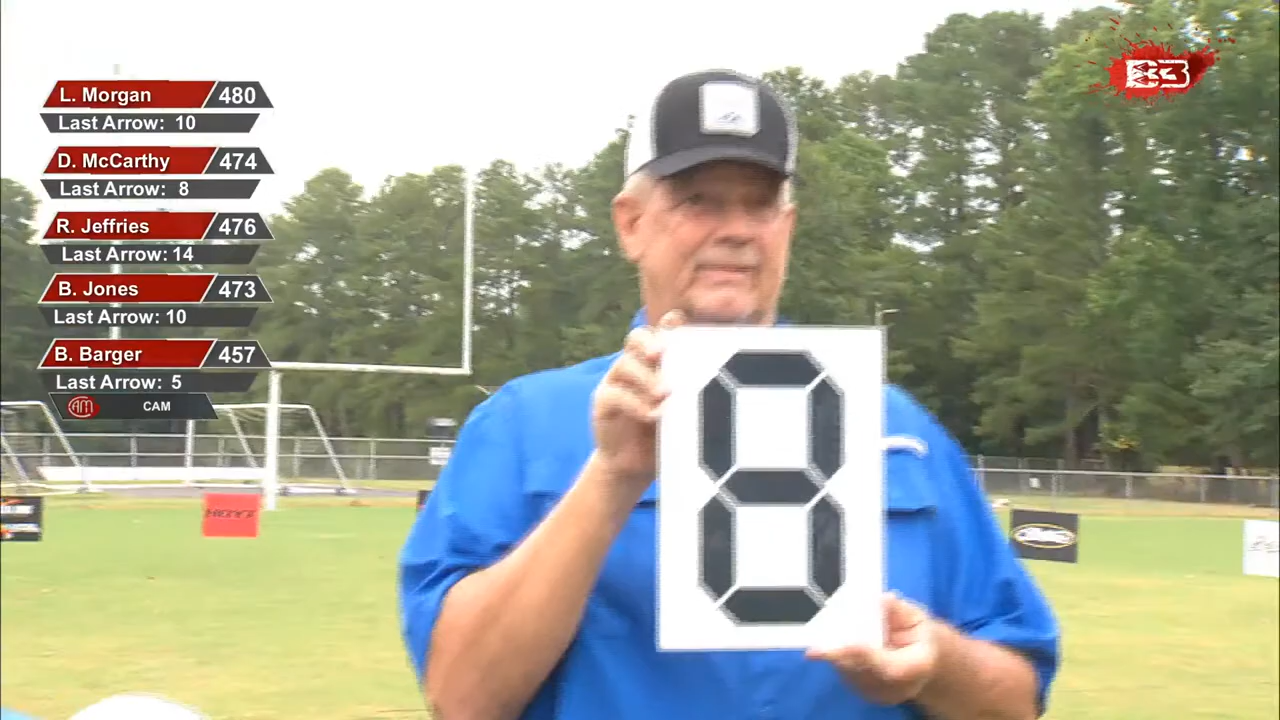 L. Morgan 480
Last Arrow: 10
D. McCarthy 474
Last Arrow: 8
R. Jeffries 476
Last Arrow: 14
B. Jones 473
Last Arrow: 10
B. Barger 457
Last Arrow: 5
AM CAM
8